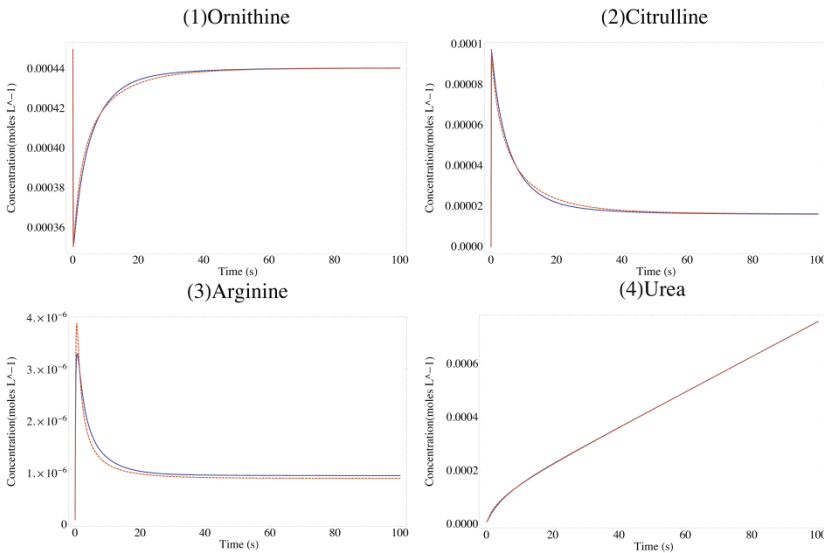 (1)Ornithine
Concentration(moles L^−1)
0.00044
0.00042
0.00040
0.00038
0.00036
0 20 40 60 80 100
Time (s)
(2)Citrulline
Concentration(moles L^−1)
0.0001
0.00008
0.00006
0.00004
0.00002
0.0000
0 20 40 60 80 100
Time (s)
(3)Arginine
Concentration(moles L^−1)
4.×10^-6
3.×10^-6
2.×10^-6
1.×10^-6
0
0 20 40 60 80 100
Time (s)
(4)Urea
Concentration(moles L^−1)
0.0006
0.0004
0.0002
0.0000
0 20 40 60 80 100
Time (s)